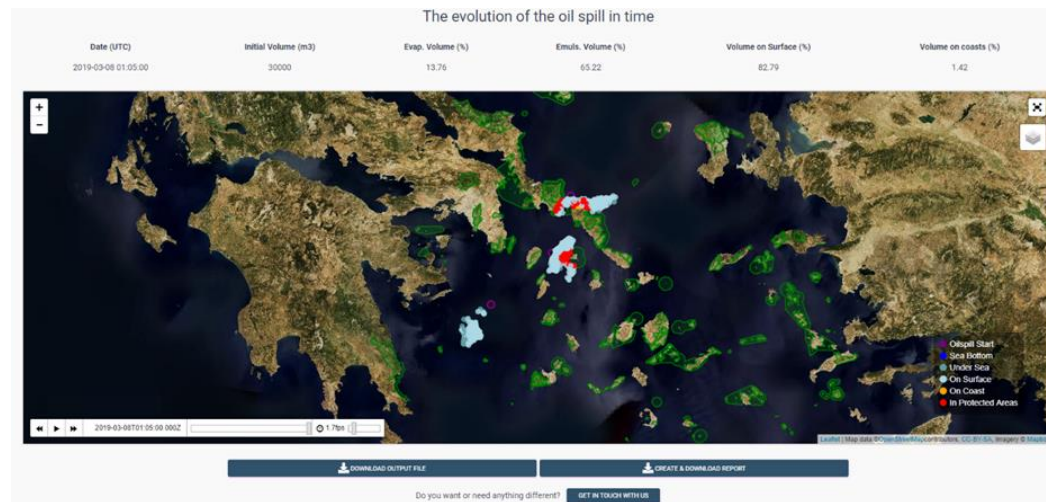 The evolution of the oil spill in time
Date (UTC) Initial Volume (m3) Evap. Volume (%) Emuls. Volume (%) Volume on Surface (%) Volume on coasts (%)
2019-03-08 01:05:00 30000 13.76 65.22 82.79 1.42
+
−
Oilspill Start
Sea Bottom
Under Sea
On Surface
On Coast
In Protected Areas
2019-03-08T01:05:00.000Z 1.7fps
Leaflet | Map data ©OpenStreetMap contributors, CC-BY-SA, Imagery ©
DOWNLOAD OUTPUT FILE CREATE & DOWNLOAD REPORT
Do you want or need anything different? GET IN TOUCH WITH US